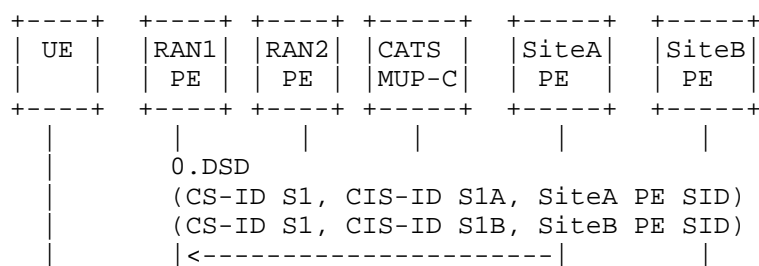 UE RAN1 RAN2 CATS SiteA SiteB
PE PE MUP-C PE PE
0.DSD
(CS-ID S1, CIS-ID S1A, SiteA PE SID)
(CS-ID S1, CIS-ID S1B, SiteB PE SID)